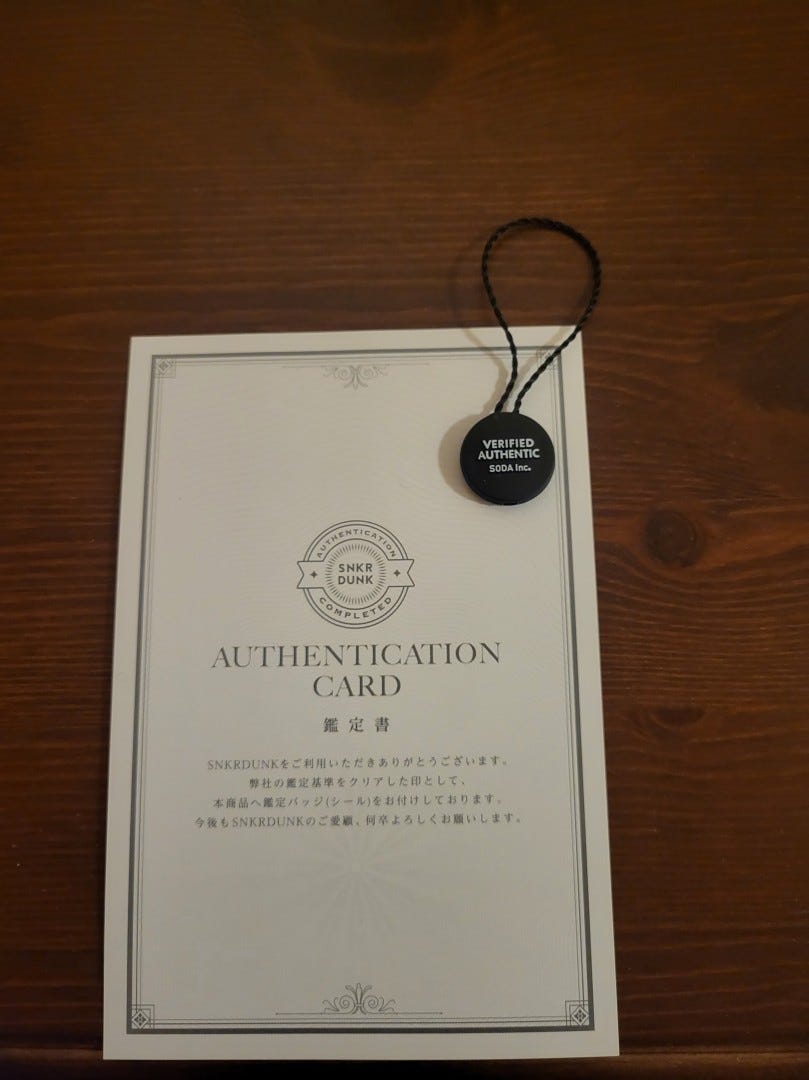 VERIFIED
AUTHENTIC
SODA Inc.
AUTHENTICATION
SNKR
DUNK
COMPLETED
AUTHENTICATION
CARD
鑑定書
SNKRDUNKをご利用いただきありがとうございます。
弊社の鑑定基準をクリアした印として、
本商品へ鑑定バッジ(シール)をお付けしております。
今後もSNKRDUNKのご愛顧、何卒よろしくお願いします。